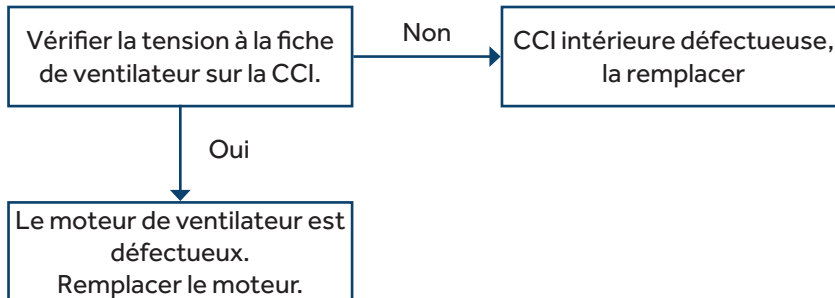 Vérifier la tension à la fiche
de ventilateur sur la CCI.
Non
CCI intérieure défectueuse,
la remplacer
Oui
Le moteur de ventilateur est
défectueux.
Remplacer le moteur.